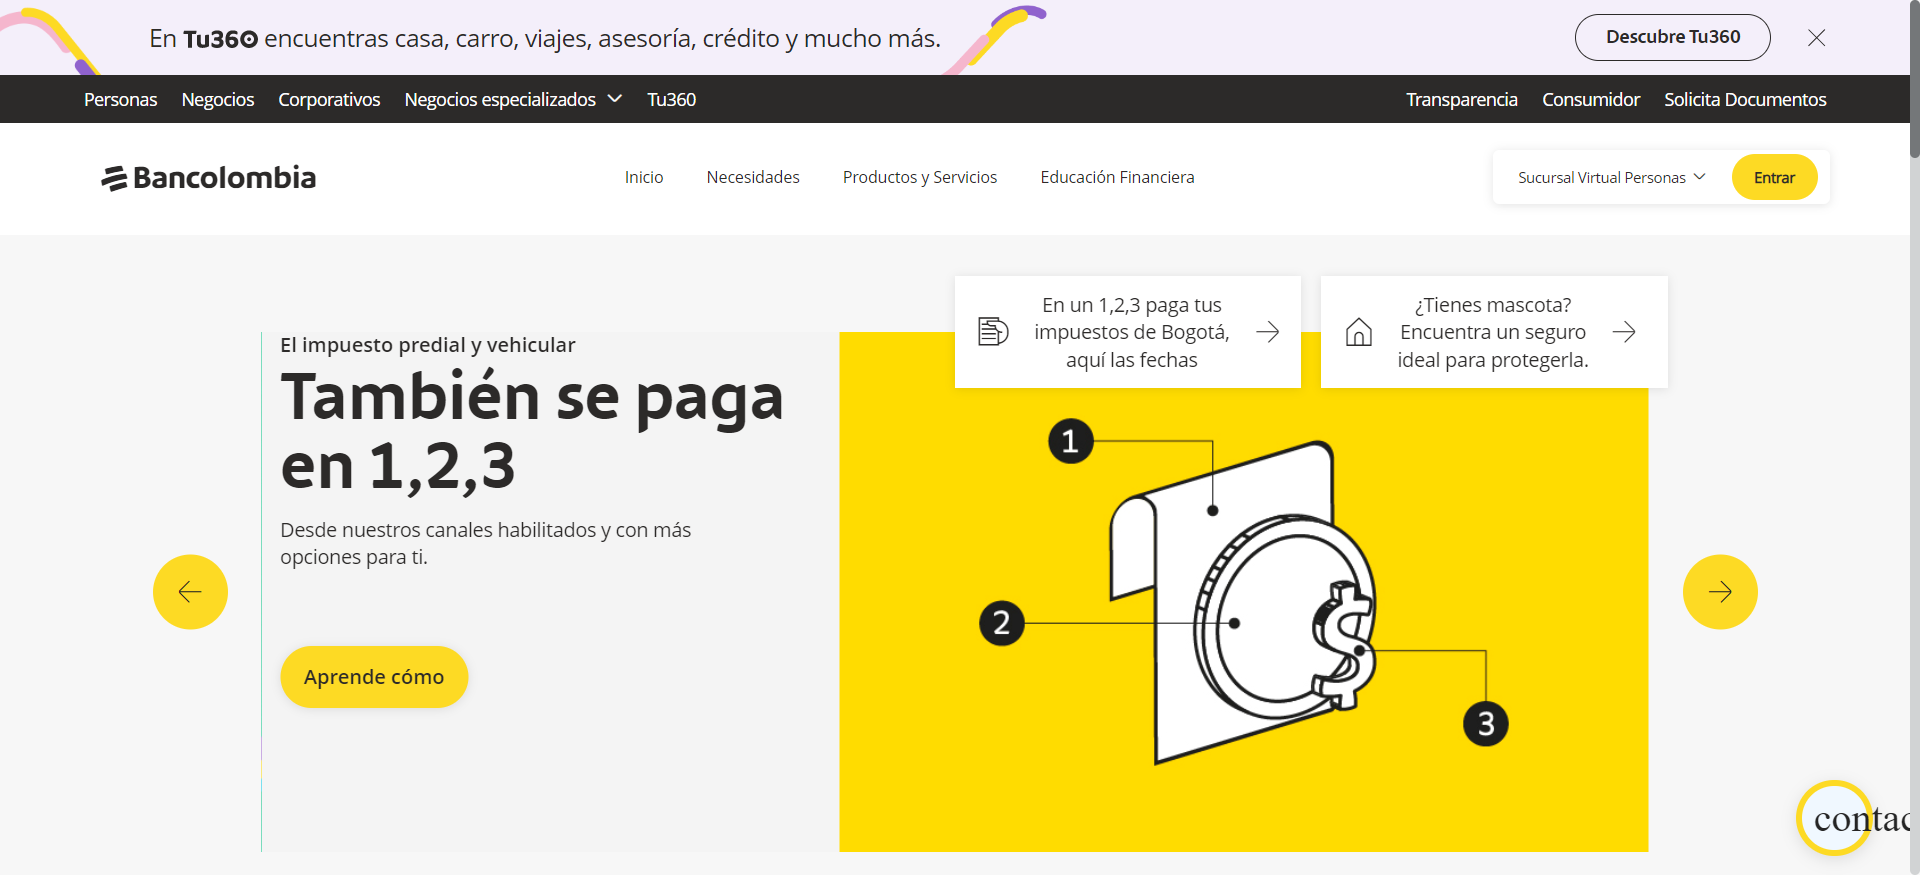 En Tu360 encuentras casa, carro, viajes, asesoría, crédito y mucho más.
Descubre Tu360
Personas Negocios Corporativos Negocios especializados Tu360 Transparencia Consumidor Solicita Documentos
Bancolombia
Inicio Necesidades Productos y Servicios Educación Financiera
Sucursal Virtual Personas
Entrar
En un 1,2,3 paga tus
impuestos de Bogotá,
aquí las fechas
¿Tienes mascota?
Encuentra un seguro
ideal para protegerla.
El impuesto predial y vehicular
También se paga
en 1,2,3
Desde nuestros canales habilitados y con más
opciones para ti.
Aprende cómo
1
2
$
3